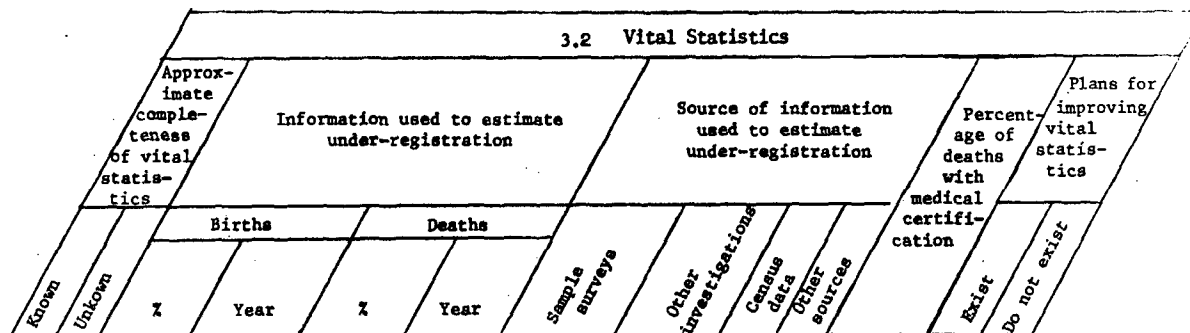 3.2 Vital Statistics
Approx-
imate
comple-
teness
of vital
statis-
tics
Information used to estimate
under-registration
Source of information
used to estimate
under-registration
Percent-
age of
deaths
with
medical
certifi-
cation
Plans for
improving
vital
statis-
tics
Births
Deaths
Known
Unkown
%
Year
%
Year
Sample
surveys
Other
investigations
Census
data
Other
sources
Exist
Do not exist